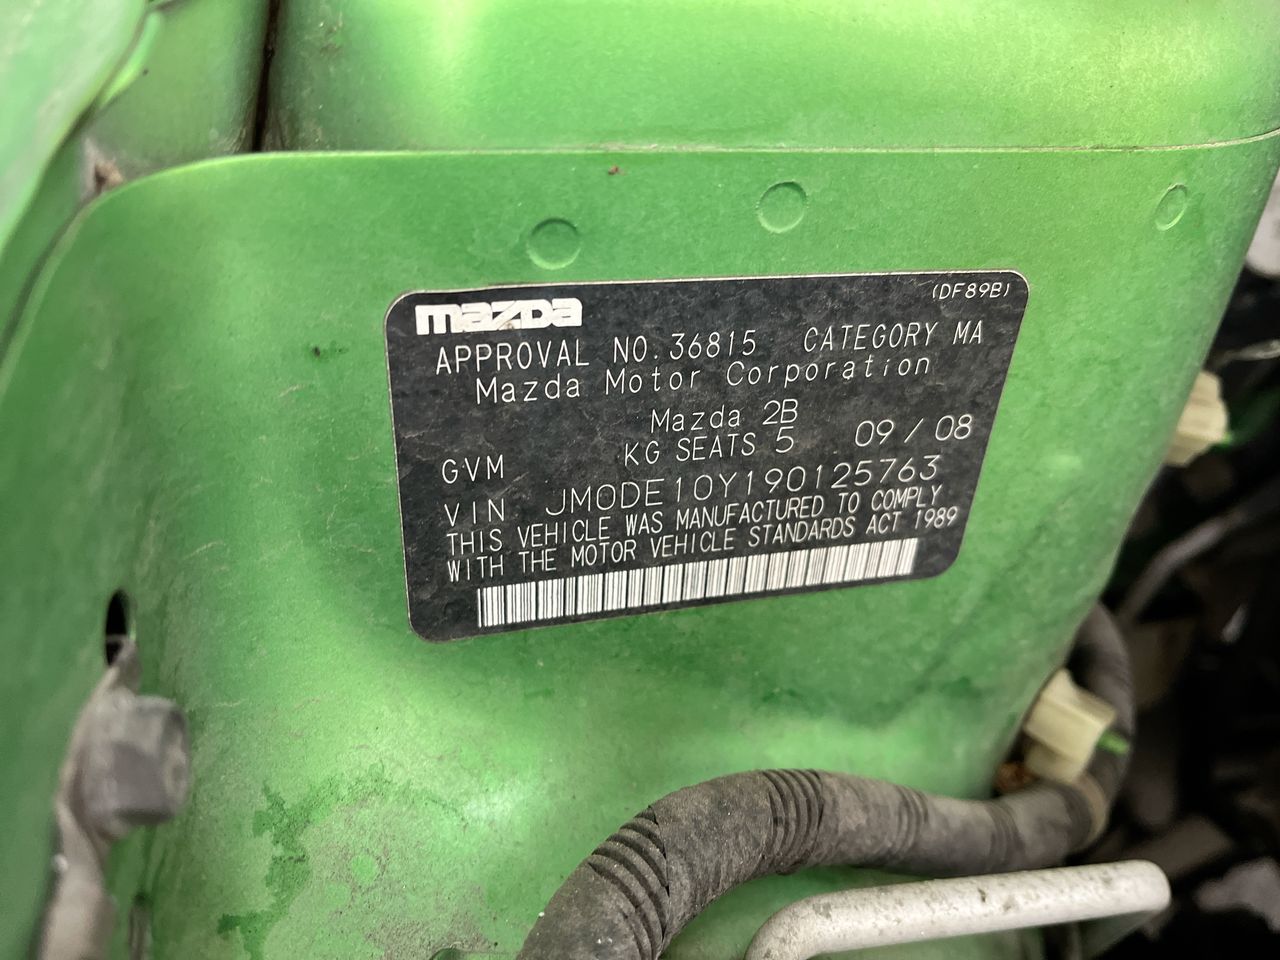 mazda (DF89B)
APPROVAL NO.36815 CATEGORY MA
Mazda Motor Corporation
Mazda 2B
GVM KG SEATS 5 09/08
VIN JM0DE10Y190125763
THIS VEHICLE WAS MANUFACTURED TO COMPLY
WITH THE MOTOR VEHICLE STANDARDS ACT 1989